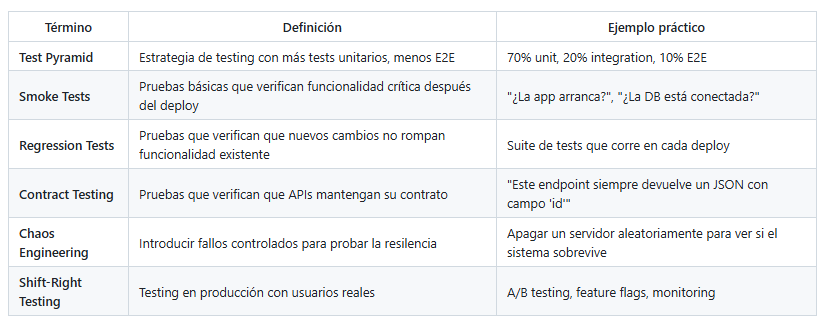 Término Definición Ejemplo práctico
Test Pyramid Estrategia de testing con más tests unitarios, menos E2E 70% unit, 20% integration, 10% E2E
Smoke Tests Pruebas básicas que verifican funcionalidad crítica después
del deploy "¿La app arranca?", "¿La DB está conectada?"
Regression Tests Pruebas que verifican que nuevos cambios no rompan
funcionalidad existente Suite de tests que corre en cada deploy
Contract Testing Pruebas que verifican que APIs mantengan su contrato "Este endpoint siempre devuelve un JSON con
campo 'id'"
Chaos
Engineering Introducir fallos controlados para probar la resilencia Apagar un servidor aleatoriamente para ver si el
sistema sobrevive
Shift-Right
Testing Testing en producción con usuarios reales A/B testing, feature flags, monitoring